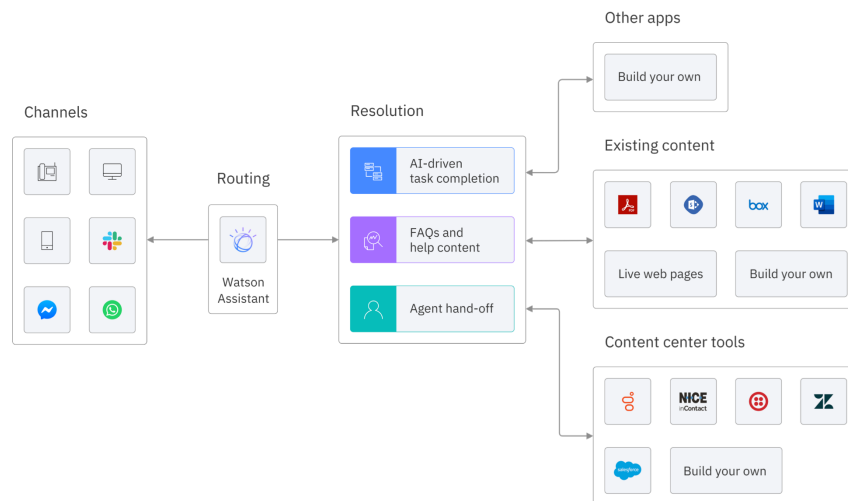 Other apps
Build your own
Channels
Resolution
AI-driven
task completion
Existing content
Routing
box
W
FAQs and
help content
Watson
Assistant
Live web pages
Build your own
Agent hand-off
Content center tools
NICE
inContact
salesforce
Build your own